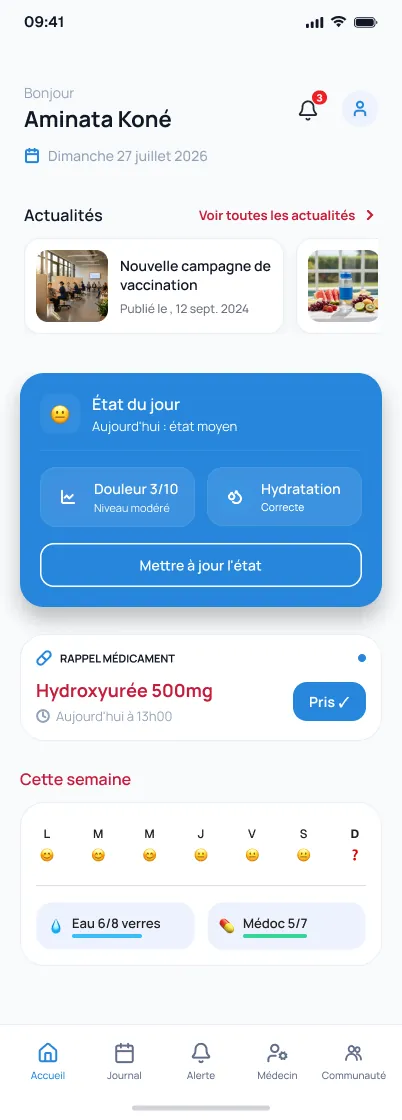 09:41
Bonjour
Aminata Koné
3
Dimanche 27 juillet 2026
Actualités
Voir toutes les actualités
Nouvelle campagne de
vaccination
Publié le , 12 sept. 2024
État du jour
Aujourd'hui : état moyen
Douleur 3/10
Niveau modéré
Hydratation
Correcte
Mettre à jour l'état
RAPPEL MÉDICAMENT
Hydroxyurée 500mg
Aujourd'hui à 13h00
Pris ✓
Cette semaine
L M M J V S D
?
Eau 6/8 verres
Médoc 5/7
Accueil Journal Alerte Médecin Communauté